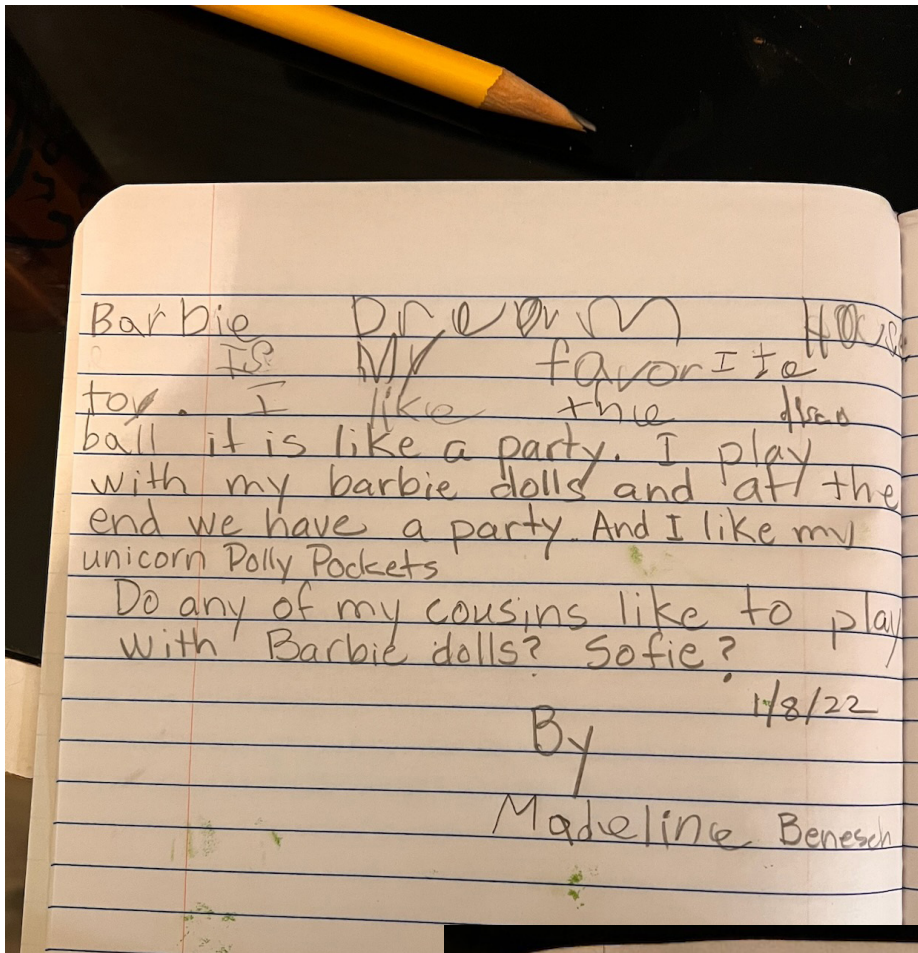 Barbie Dream House
Is My favorIte
toy. I like the disco
ball it is like a party. I play
with my barbie dolls and at the
end we have a party. And I like my
unicorn Polly Pockets
Do any of my cousins like to play
with Barbie dolls? Sofie?
1/8/22
By
Madeline Benesch